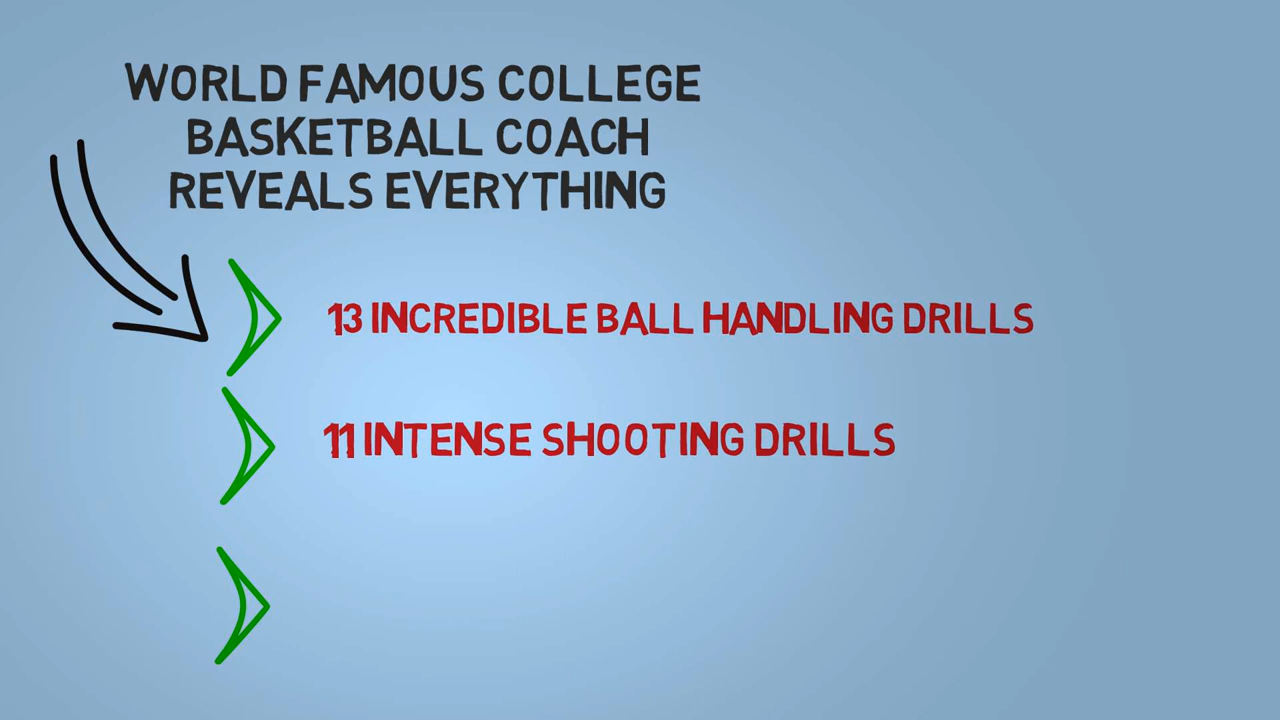 WORLD FAMOUS COLLEGE
BASKETBALL COACH
REVEALS EVERYTHING
13 INCREDIBLE BALL HANDLING DRILLS
11 INTENSE SHOOTING DRILLS